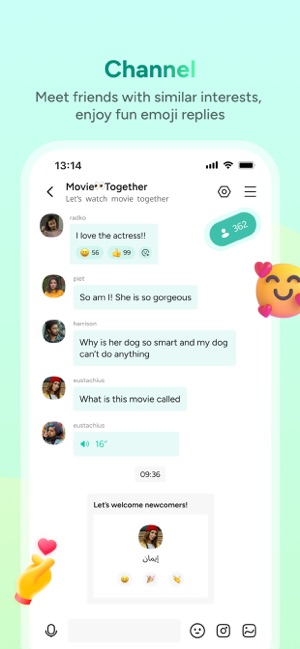 Channel
Meet friends with similar interests,
enjoy fun emoji replies
13:14
Movie👀Together
Let's watch movie together
362
radko
I love the actress!!
😀 56 👍 99
piet
So am I! She is so gorgeous
harrison
Why is her dog so smart and my dog
can't do anything
eustachius
What is this movie called
eustachius
16"
09:36
Let's welcome newcomers!
إيمان